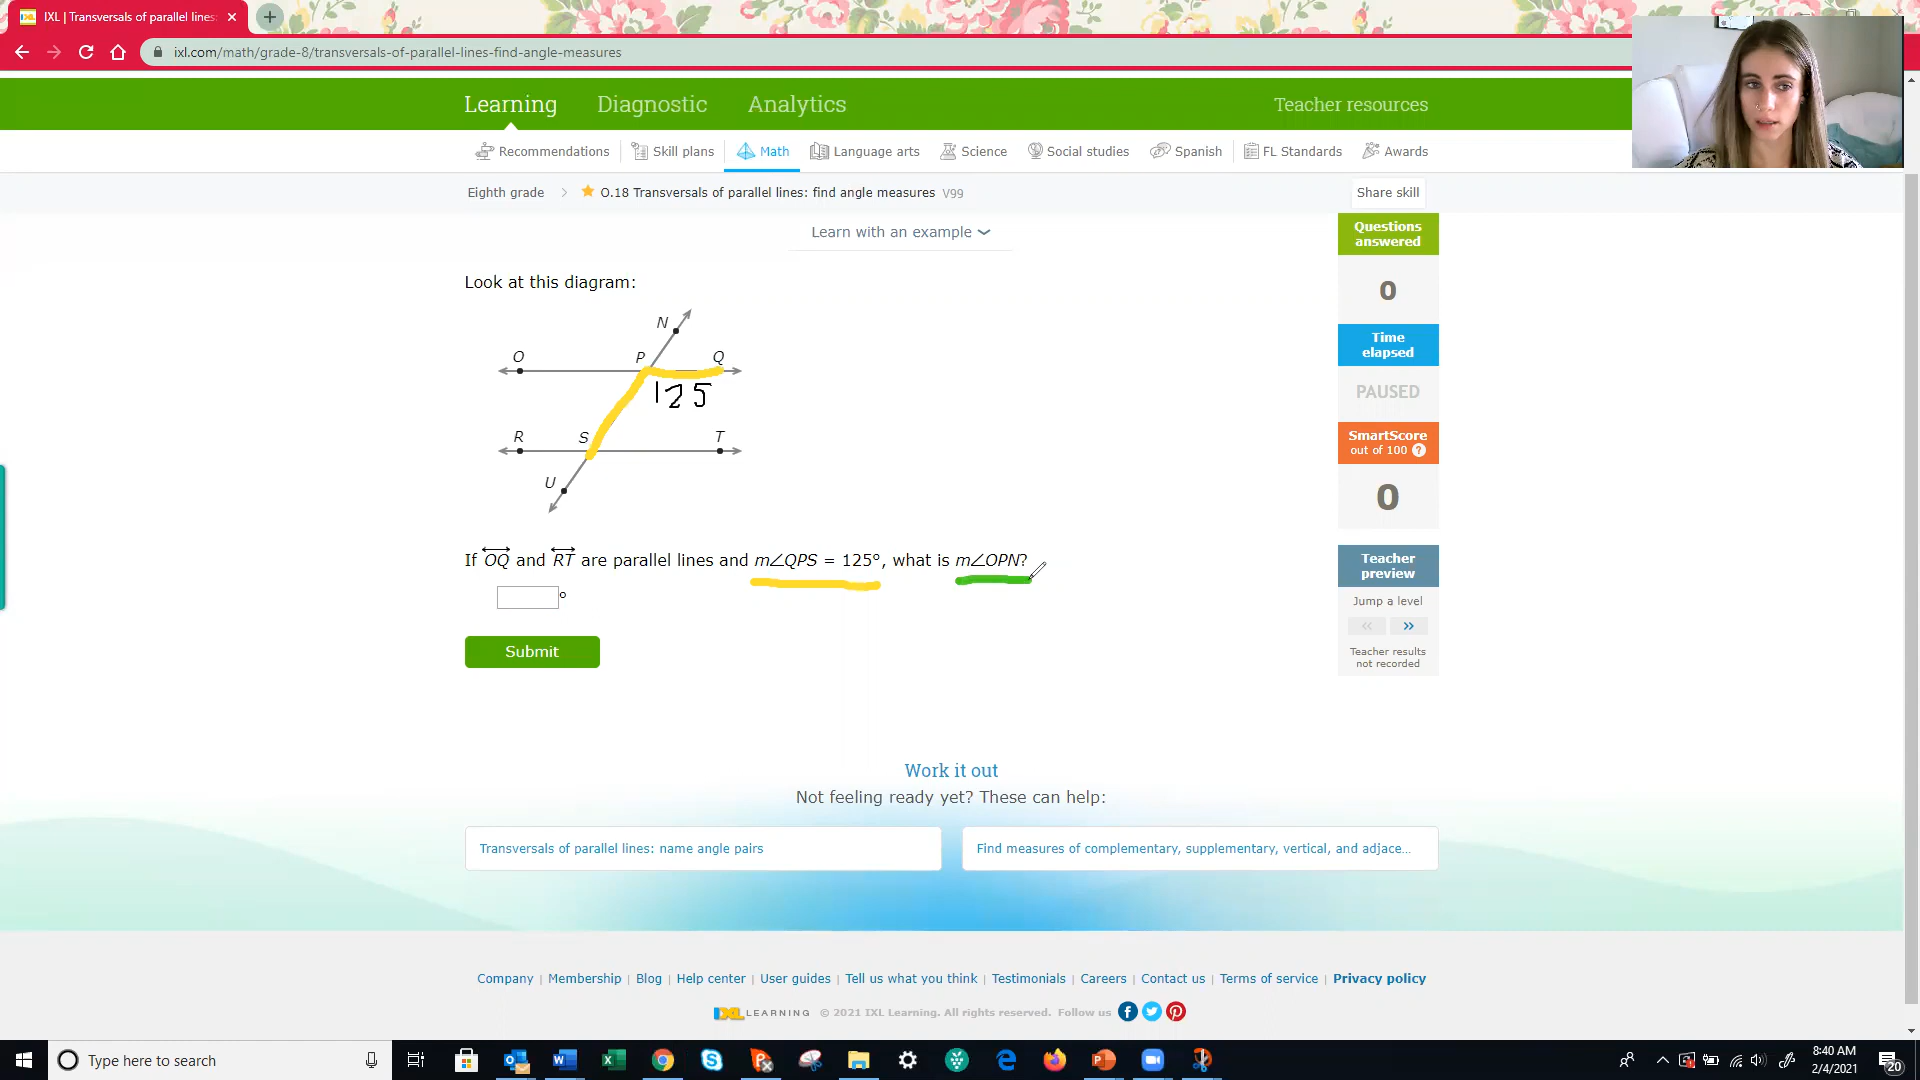 IXL | Transversals of parallel lines:
ixl.com/math/grade-8/transversals-of-parallel-lines-find-angle-measures
Learning Diagnostic Analytics Teacher resources
Recommendations Skill plans Math Language arts Science Social studies Spanish FL Standards Awards
Eighth grade > O.18 Transversals of parallel lines: find angle measures V99
Share skill
Learn with an example
Questions answered
0
Time elapsed
PAUSED
SmartScore
out of 100 ?
0
Teacher preview
Jump a level
<< >>
Teacher results
not recorded
Look at this diagram:
N
O P Q
125
R S T
U
If OQ and RT are parallel lines and m∠QPS = 125°, what is m∠OPN?
°
Submit
Work it out
Not feeling ready yet? These can help:
Transversals of parallel lines: name angle pairs
Find measures of complementary, supplementary, vertical, and adjace...
Company | Membership | Blog | Help center | User guides | Tell us what you think | Testimonials | Careers | Contact us | Terms of service | Privacy policy
IXL LEARNING © 2021 IXL Learning. All rights reserved. Follow us
Type here to search
8:40 AM
2/4/2021
20